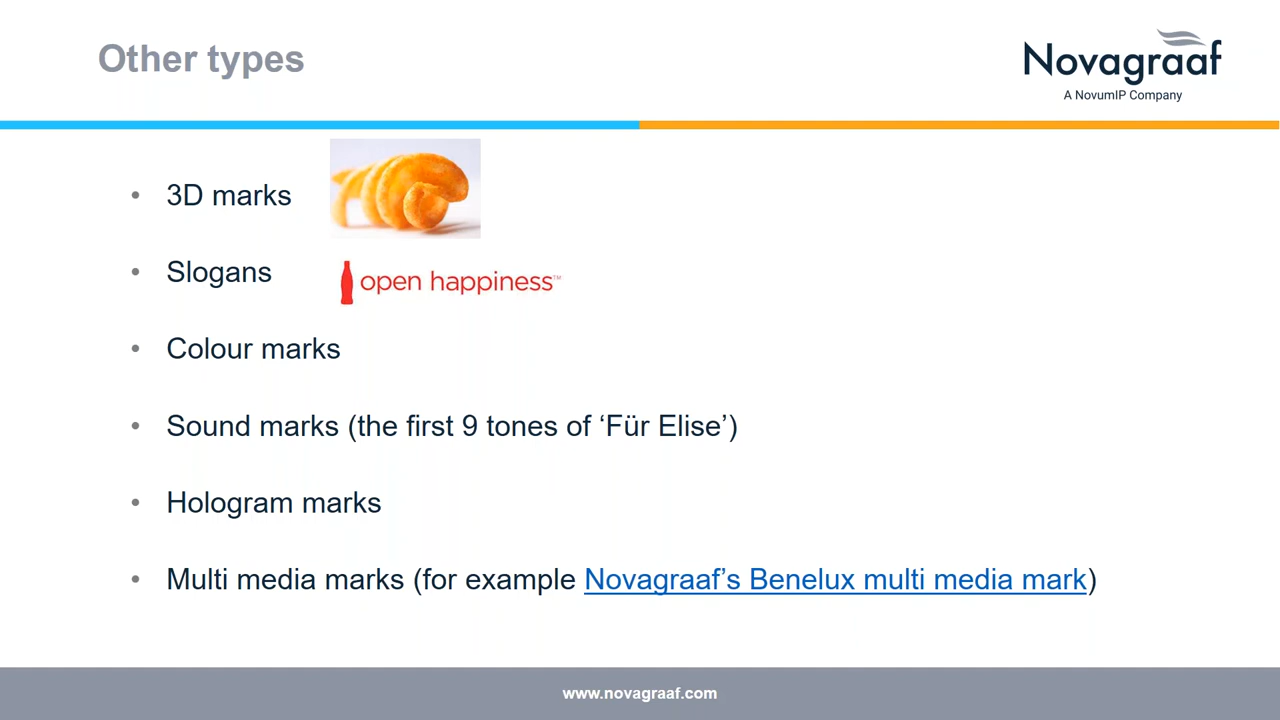 Other types
Novagraaf
A NovumIP Company
• 3D marks
• Slogans
open happiness™
• Colour marks
• Sound marks (the first 9 tones of ‘Für Elise’)
• Hologram marks
• Multi media marks (for example Novagraaf’s Benelux multi media mark)
www.novagraaf.com